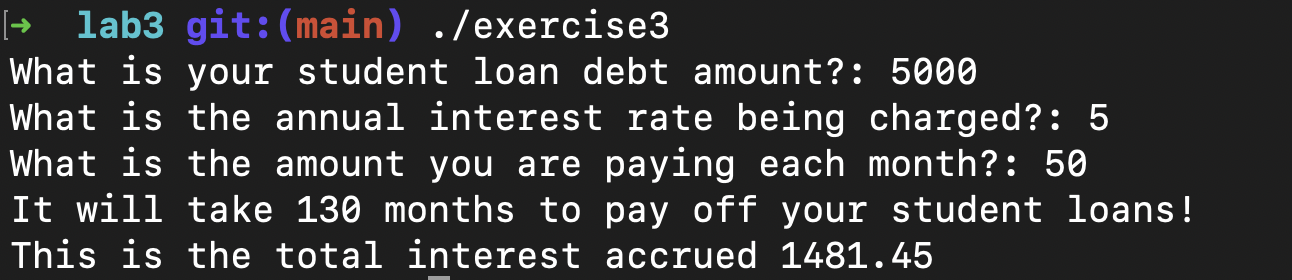 [➜ lab3 git:(main) ./exercise3
What is your student loan debt amount?: 5000
What is the annual interest rate being charged?: 5
What is the amount you are paying each month?: 50
It will take 130 months to pay off your student loans!
This is the total interest accrued 1481.45